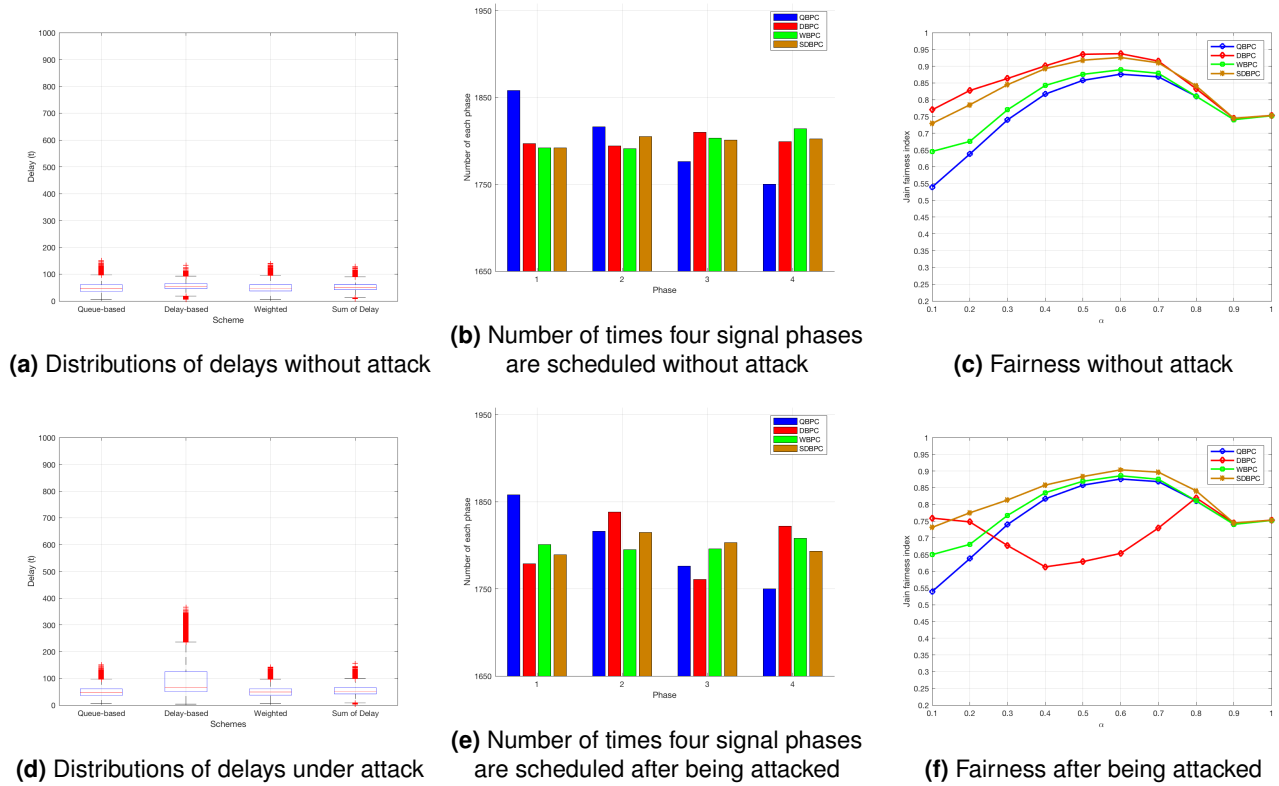 1000
900
800
700
600
500
400
300
200
100
0
Delay (t)
Queue-based
Delay-based
Weighted
Sum of Delay
Scheme
(a) Distributions of delays without attack
1950
1850
1750
1650
Number of each phase
QBPC
DBPC
WBPC
SDBPC
1
2
3
4
Phase
(b) Number of times four signal phases
are scheduled without attack
1
0.95
0.9
0.85
0.8
0.75
0.7
0.65
0.6
0.55
0.5
0.45
0.4
0.35
0.3
0.25
0.2
Jain fairness index
QBPC
DBPC
WBPC
SDBPC
0.1
0.2
0.3
0.4
0.5
0.6
0.7
0.8
0.9
1
α
(c) Fairness without attack
1000
900
800
700
600
500
400
300
200
100
0
Delay (t)
Queue-based
Delay-based
Weighted
Sum of Delay
Schemes
(d) Distributions of delays under attack
1950
1850
1750
1650
Number of each phase
QBPC
DBPC
WBPC
SDBPC
1
2
3
4
Phase
(e) Number of times four signal phases
are scheduled after being attacked
1
0.95
0.9
0.85
0.8
0.75
0.7
0.65
0.6
0.55
0.5
0.45
0.4
0.35
0.3
0.25
0.2
Jain fairness index
QBPC
DBPC
WBPC
SDBPC
0.1
0.2
0.3
0.4
0.5
0.6
0.7
0.8
0.9
1
α
(f) Fairness after being attacked